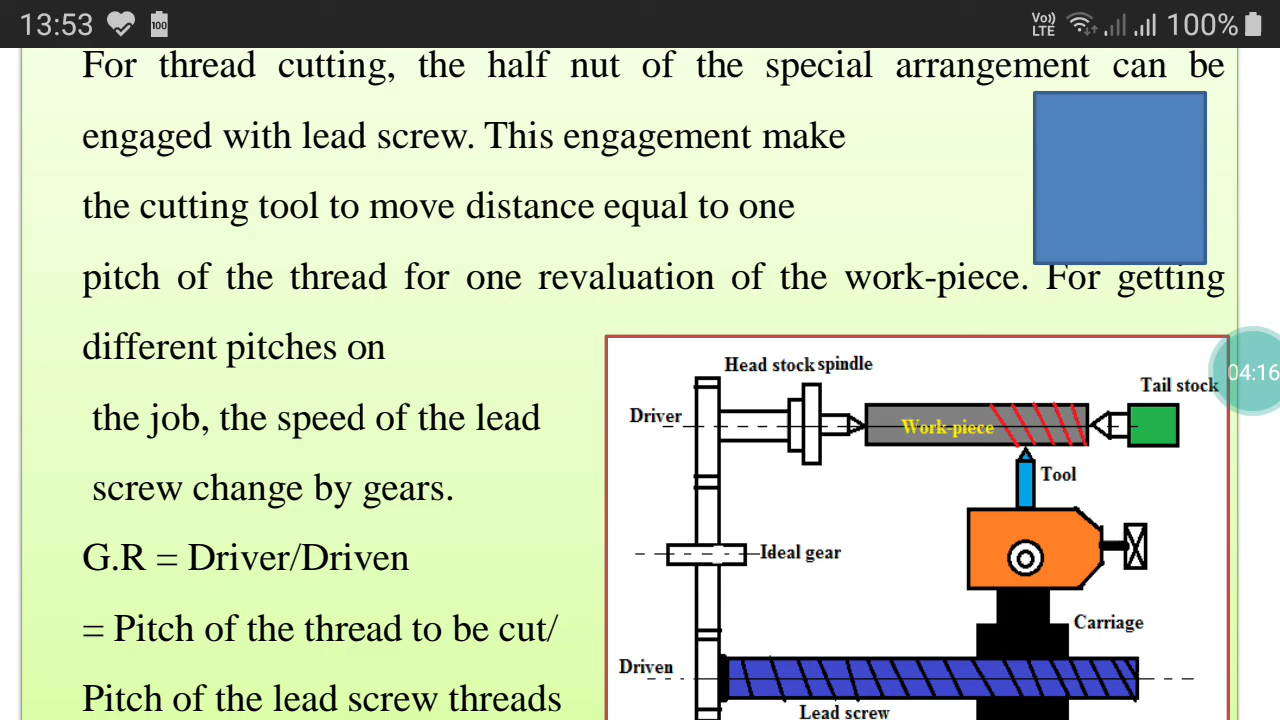 13:53 100 Vo)) LTE 100%
For thread cutting, the half nut of the special arrangement can be
engaged with lead screw. This engagement make
the cutting tool to move distance equal to one
pitch of the thread for one revaluation of the work-piece. For getting
different pitches on
the job, the speed of the lead
screw change by gears.
G.R = Driver/Driven
= Pitch of the thread to be cut/
Pitch of the lead screw threads
Head stock spindle
Tail stock
04:16
Driver
Work-piece
Tool
Ideal gear
Carriage
Driven
Lead screw